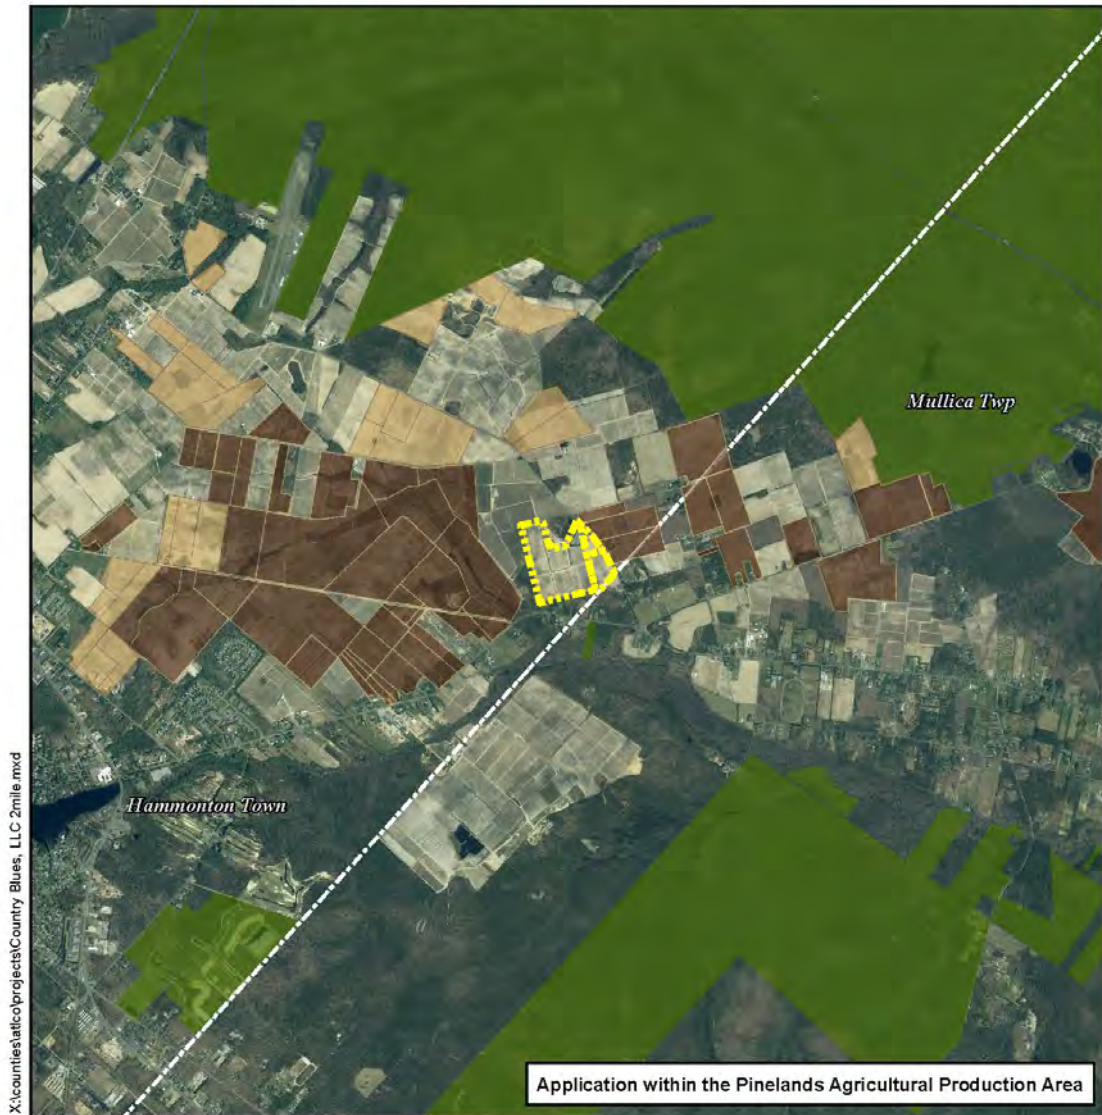 Mullica Twp
Hammonton Town
X:\counties\atlco\projects\Country Blues, LLC 2mile.mxd
Application within the Pinelands Agricultural Production Area